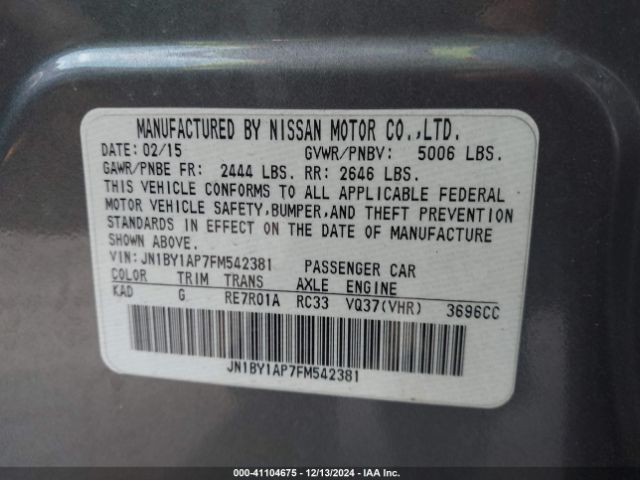 MANUFACTURED BY NISSAN MOTOR CO.,LTD.
DATE: 02/15 GVWR/PNBV: 5006 LBS.
GAWR/PNBE FR: 2444 LBS. RR: 2646 LBS.
THIS VEHICLE CONFORMS TO ALL APPLICABLE FEDERAL
MOTOR VEHICLE SAFETY,BUMPER,AND THEFT PREVENTION
STANDARDS IN EFFECT ON THE DATE OF MANUFACTURE
SHOWN ABOVE.
VIN: JN1BY1AP7FM542381 PASSENGER CAR
COLOR TRIM TRANS AXLE ENGINE
KAD G RE7R01A RC33 VQ37(VHR) 3696CC
JN1BY1AP7FM542381
© - 41104675 - 12/13/2024 - IAA Inc.